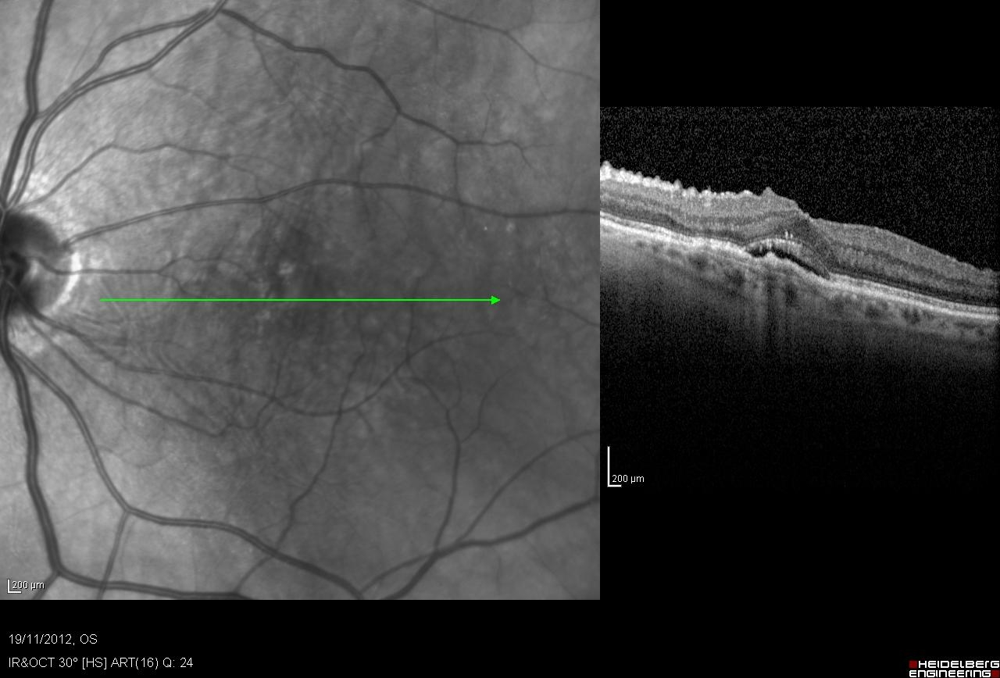 200 µm
200 µm
19/11/2012, OS
IR&OCT 30° [HS] ART(16) Q: 24
HEIDELBERG
ENGINEERING